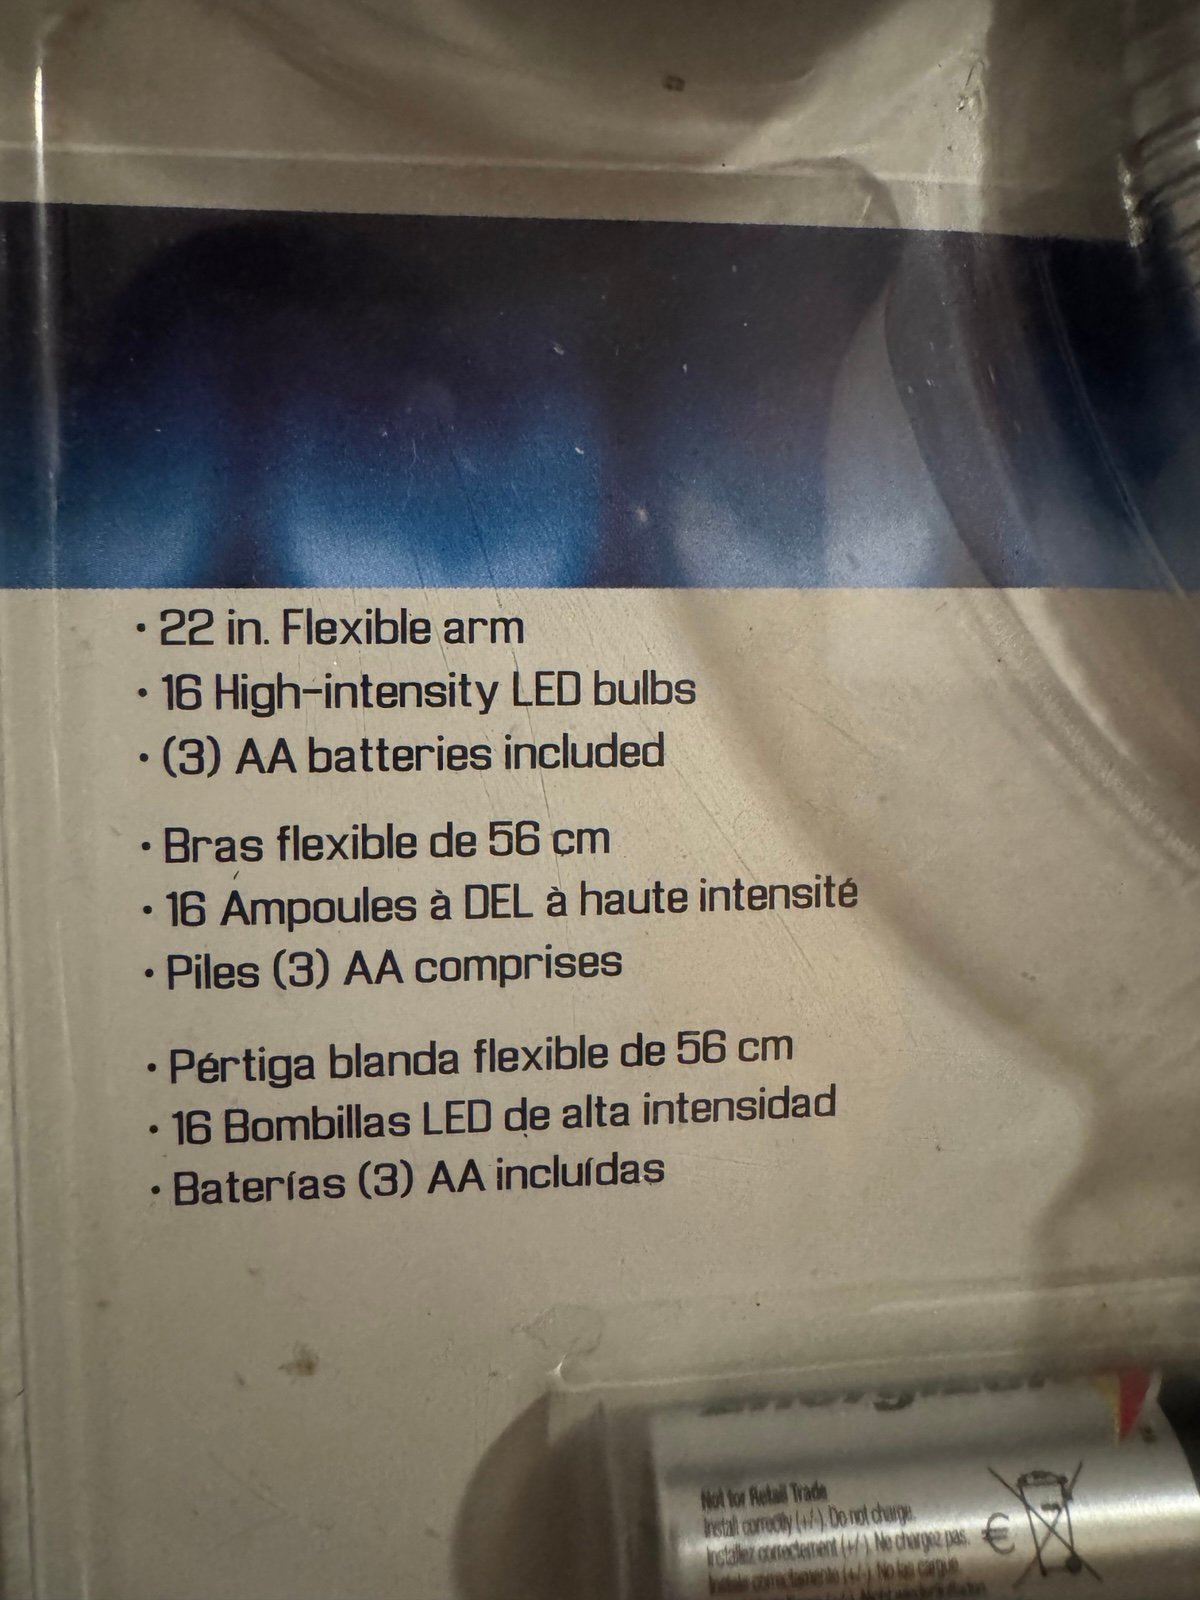 · 22 in. Flexible arm
· 16 High-intensity LED bulbs
· (3) AA batteries included
· Bras flexible de 56 cm
· 16 Ampoules à DEL à haute intensité
· Piles (3) AA comprises
· Pértiga blanda flexible de 56 cm
· 16 Bombillas LED de alta intensidad
· Baterías (3) AA incluídas
Not for Retail Trade
Install correctly (+/-). Do not charge.
Installez correctement (+/-). Ne chargez pas.
€